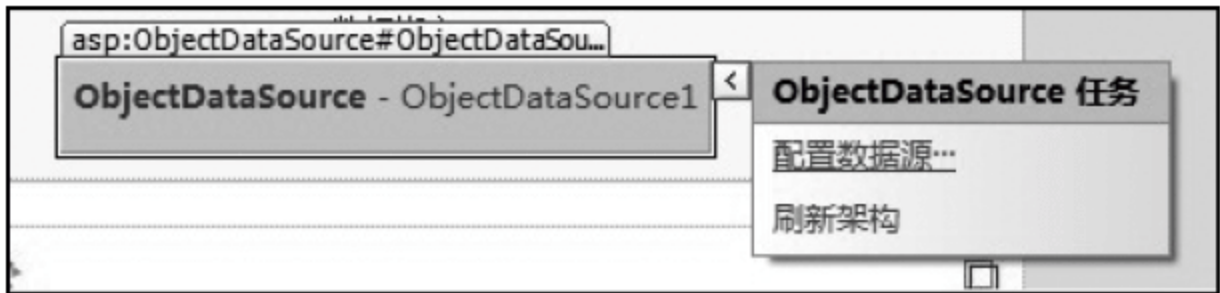 asp:ObjectDataSource#ObjectDataSou...
ObjectDataSource - ObjectDataSource1
<
ObjectDataSource 任务
配置数据源...
刷新架构